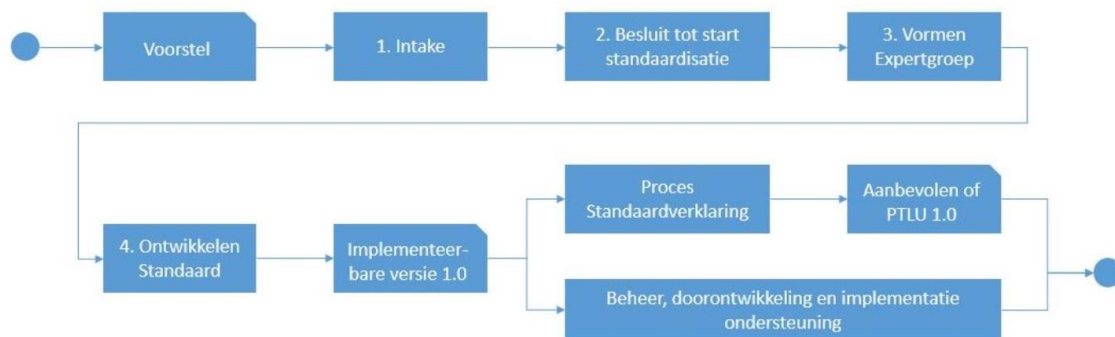 Voorstel
1. Intake
2. Besluit tot start
standaardisatie
3. Vormen
Expertgroep
4. Ontwikkelen
Standaard
Implementeer-
bare versie 1.0
Proces
Standaardverklaring
Aanbevolen of
PTLU 1.0
Beheer, doorontwikkeling en implementatie
ondersteuning